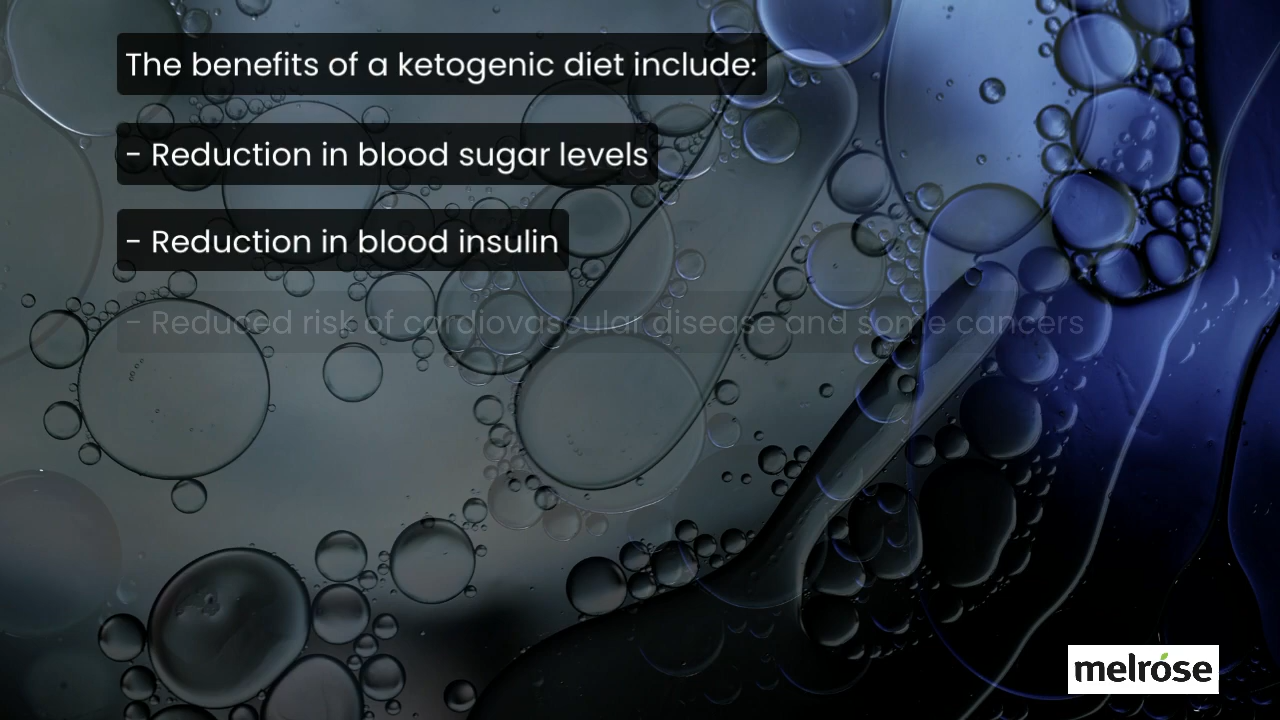 The benefits of a ketogenic diet include:
- Reduction in blood sugar levels
- Reduction in blood insulin
- Reduced risk of cardiovascular disease and some cancers
melróse